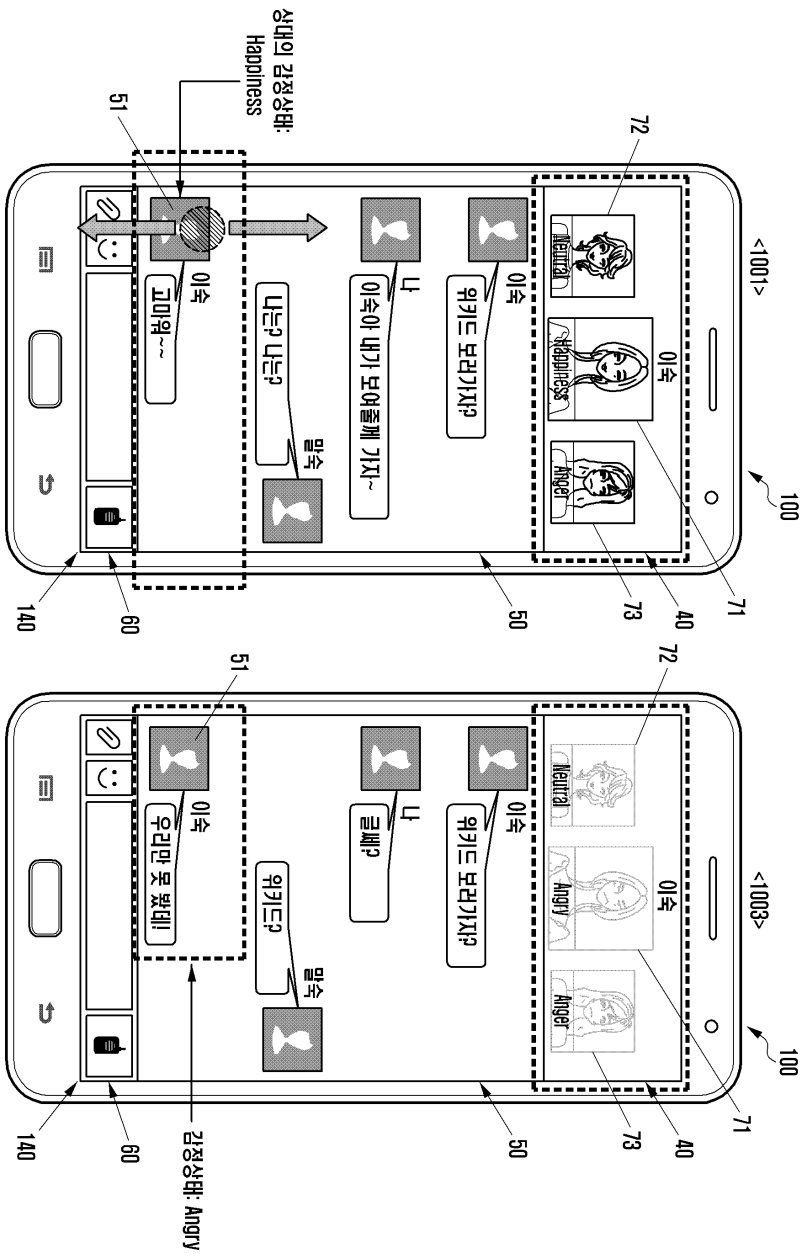 <1001>
100
72
71
40
73
이숙
Neutral
Happiness
Anger
이숙
위키드 보러가자?
나
이숙아 내가 보여줄께 가자~
말숙
나는? 나는?
50
이숙
고마워~~
51
상대의 감정상태:
Happiness
60
140
<1003>
100
72
71
40
73
이숙
Neutral
Angry
Anger
이숙
위키드 보러가자?
나
글쎄?
말숙
위키드?
50
51
이숙
우리만 못 봤대!
감정상태: Angry
60
140